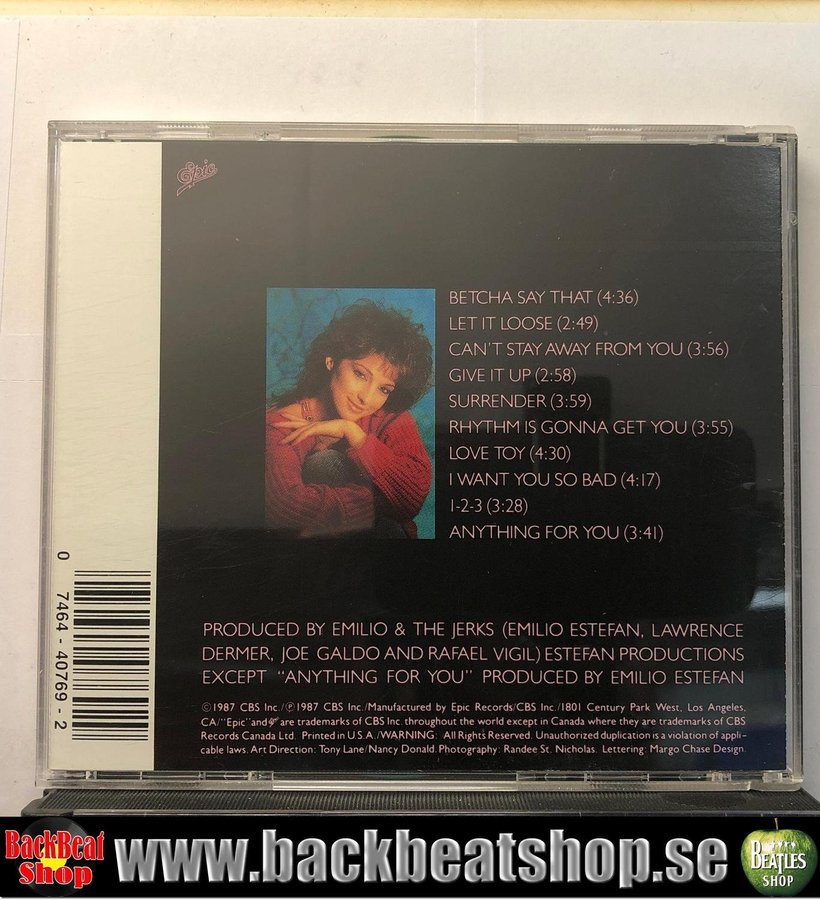 Epic
BETCHA SAY THAT (4:36)
LET IT LOOSE (2:49)
CAN'T STAY AWAY FROM YOU (3:56)
GIVE IT UP (2:58)
SURRENDER (3:59)
RHYTHM IS GONNA GET YOU (3:55)
LOVE TOY (4:30)
I WANT YOU SO BAD (4:17)
1-2-3 (3:28)
ANYTHING FOR YOU (3:41)
0 7464-40769-2
PRODUCED BY EMILIO & THE JERKS (EMILIO ESTEFAN, LAWRENCE
DERMER, JOE GALDO AND RAFAEL VIGIL) ESTEFAN PRODUCTIONS
EXCEPT "ANYTHING FOR YOU" PRODUCED BY EMILIO ESTEFAN
©1987 CBS Inc./℗1987 CBS Inc./Manufactured by Epic Records/CBS Inc./1801 Century Park West, Los Angeles,
CA/"Epic" and Epic are trademarks of CBS Inc. throughout the world except in Canada where they are trademarks of CBS
Records Canada Ltd. Printed in U.S.A./WARNING: All Rights Reserved. Unauthorized duplication is a violation of appli-
cable laws. Art Direction: Tony Lane/Nancy Donald. Photography: Randee St. Nicholas. Lettering: Margo Chase Design.
BackBeat
Shop
www.backbeatshop.se
BEATLES
SHOP